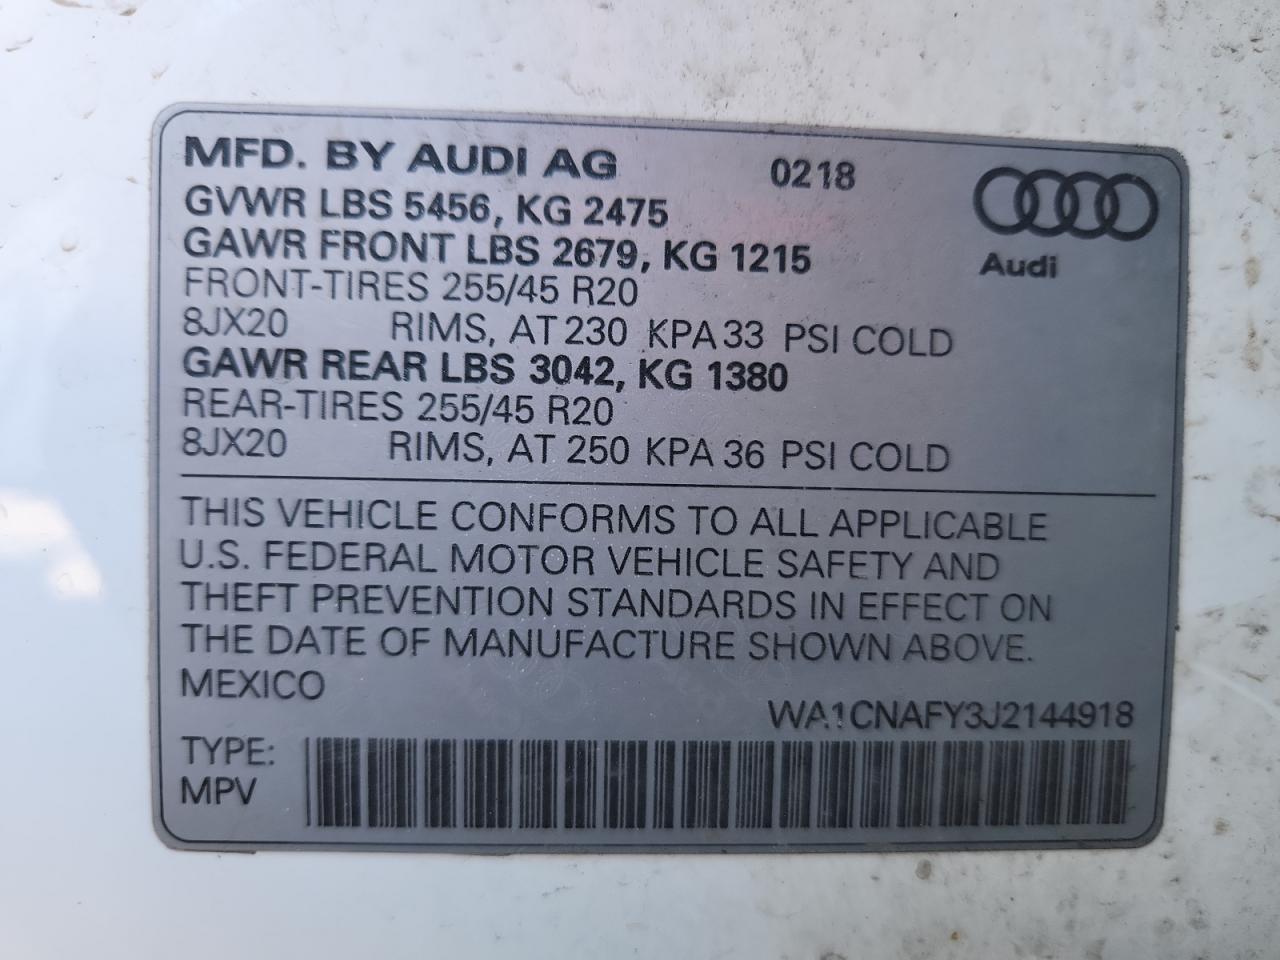 MFD. BY AUDI AG 0218
GVWR LBS 5456, KG 2475
GAWR FRONT LBS 2679, KG 1215
Audi
FRONT-TIRES 255/45 R20
8JX20 RIMS, AT 230 KPA 33 PSI COLD
GAWR REAR LBS 3042, KG 1380
REAR-TIRES 255/45 R20
8JX20 RIMS, AT 250 KPA 36 PSI COLD
THIS VEHICLE CONFORMS TO ALL APPLICABLE
U.S. FEDERAL MOTOR VEHICLE SAFETY AND
THEFT PREVENTION STANDARDS IN EFFECT ON
THE DATE OF MANUFACTURE SHOWN ABOVE.
MEXICO
WA1CNAFY3J2144918
TYPE:
MPV